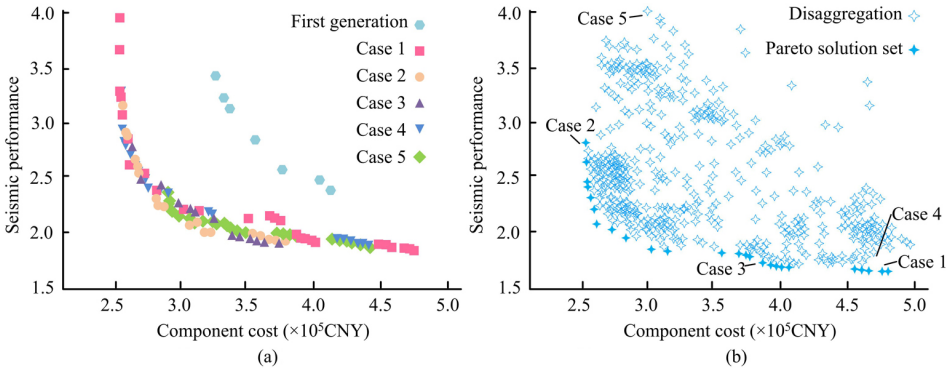 4.0
3.5
3.0
2.5
2.0
1.5
Seismic performance
First generation
Case 1
Case 2
Case 3
Case 4
Case 5
2.5 3.0 3.5 4.0 4.5 5.0
Component cost (×10⁵CNY)
(a)
4.0
3.5
3.0
2.5
2.0
1.5
Seismic performance
Case 5
Disaggregation
Pareto solution set
Case 2
Case 4
Case 3
Case 1
2.5 3.0 3.5 4.0 4.5 5.0
Component cost (×10⁵CNY)
(b)